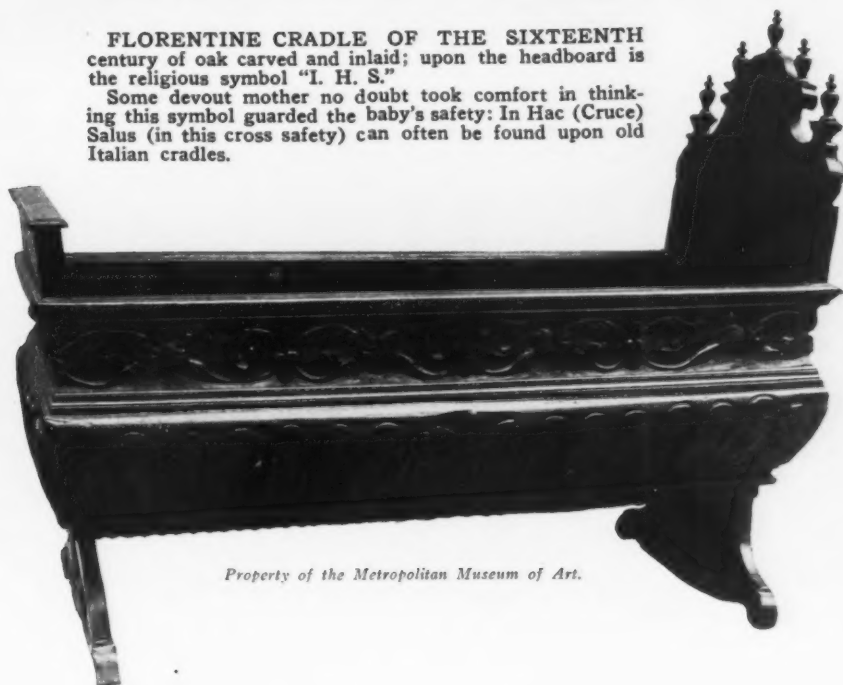 FLORENTINE CRADLE OF THE SIXTEENTH
century of oak carved and inlaid; upon the headboard is
the religious symbol "I. H. S."
Some devout mother no doubt took comfort in think-
ing this symbol guarded the baby's safety: In Hac (Cruce)
Salus (in this cross safety) can often be found upon old
Italian cradles.
Property of the Metropolitan Museum of Art.